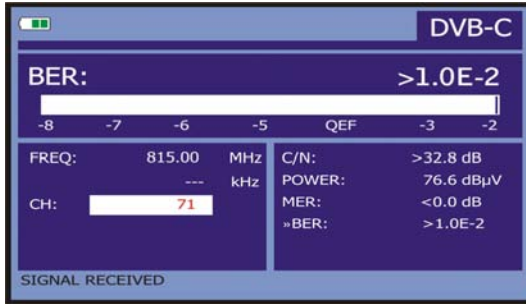 DVB-C
BER: >1.0E-2
-8 -7 -6 -5 QEF -3 -2
FREQ: 815.00 MHz
--- kHz
CH: 71
C/N: >32.8 dB
POWER: 76.6 dBµV
MER: <0.0 dB
»BER: >1.0E-2
SIGNAL RECEIVED